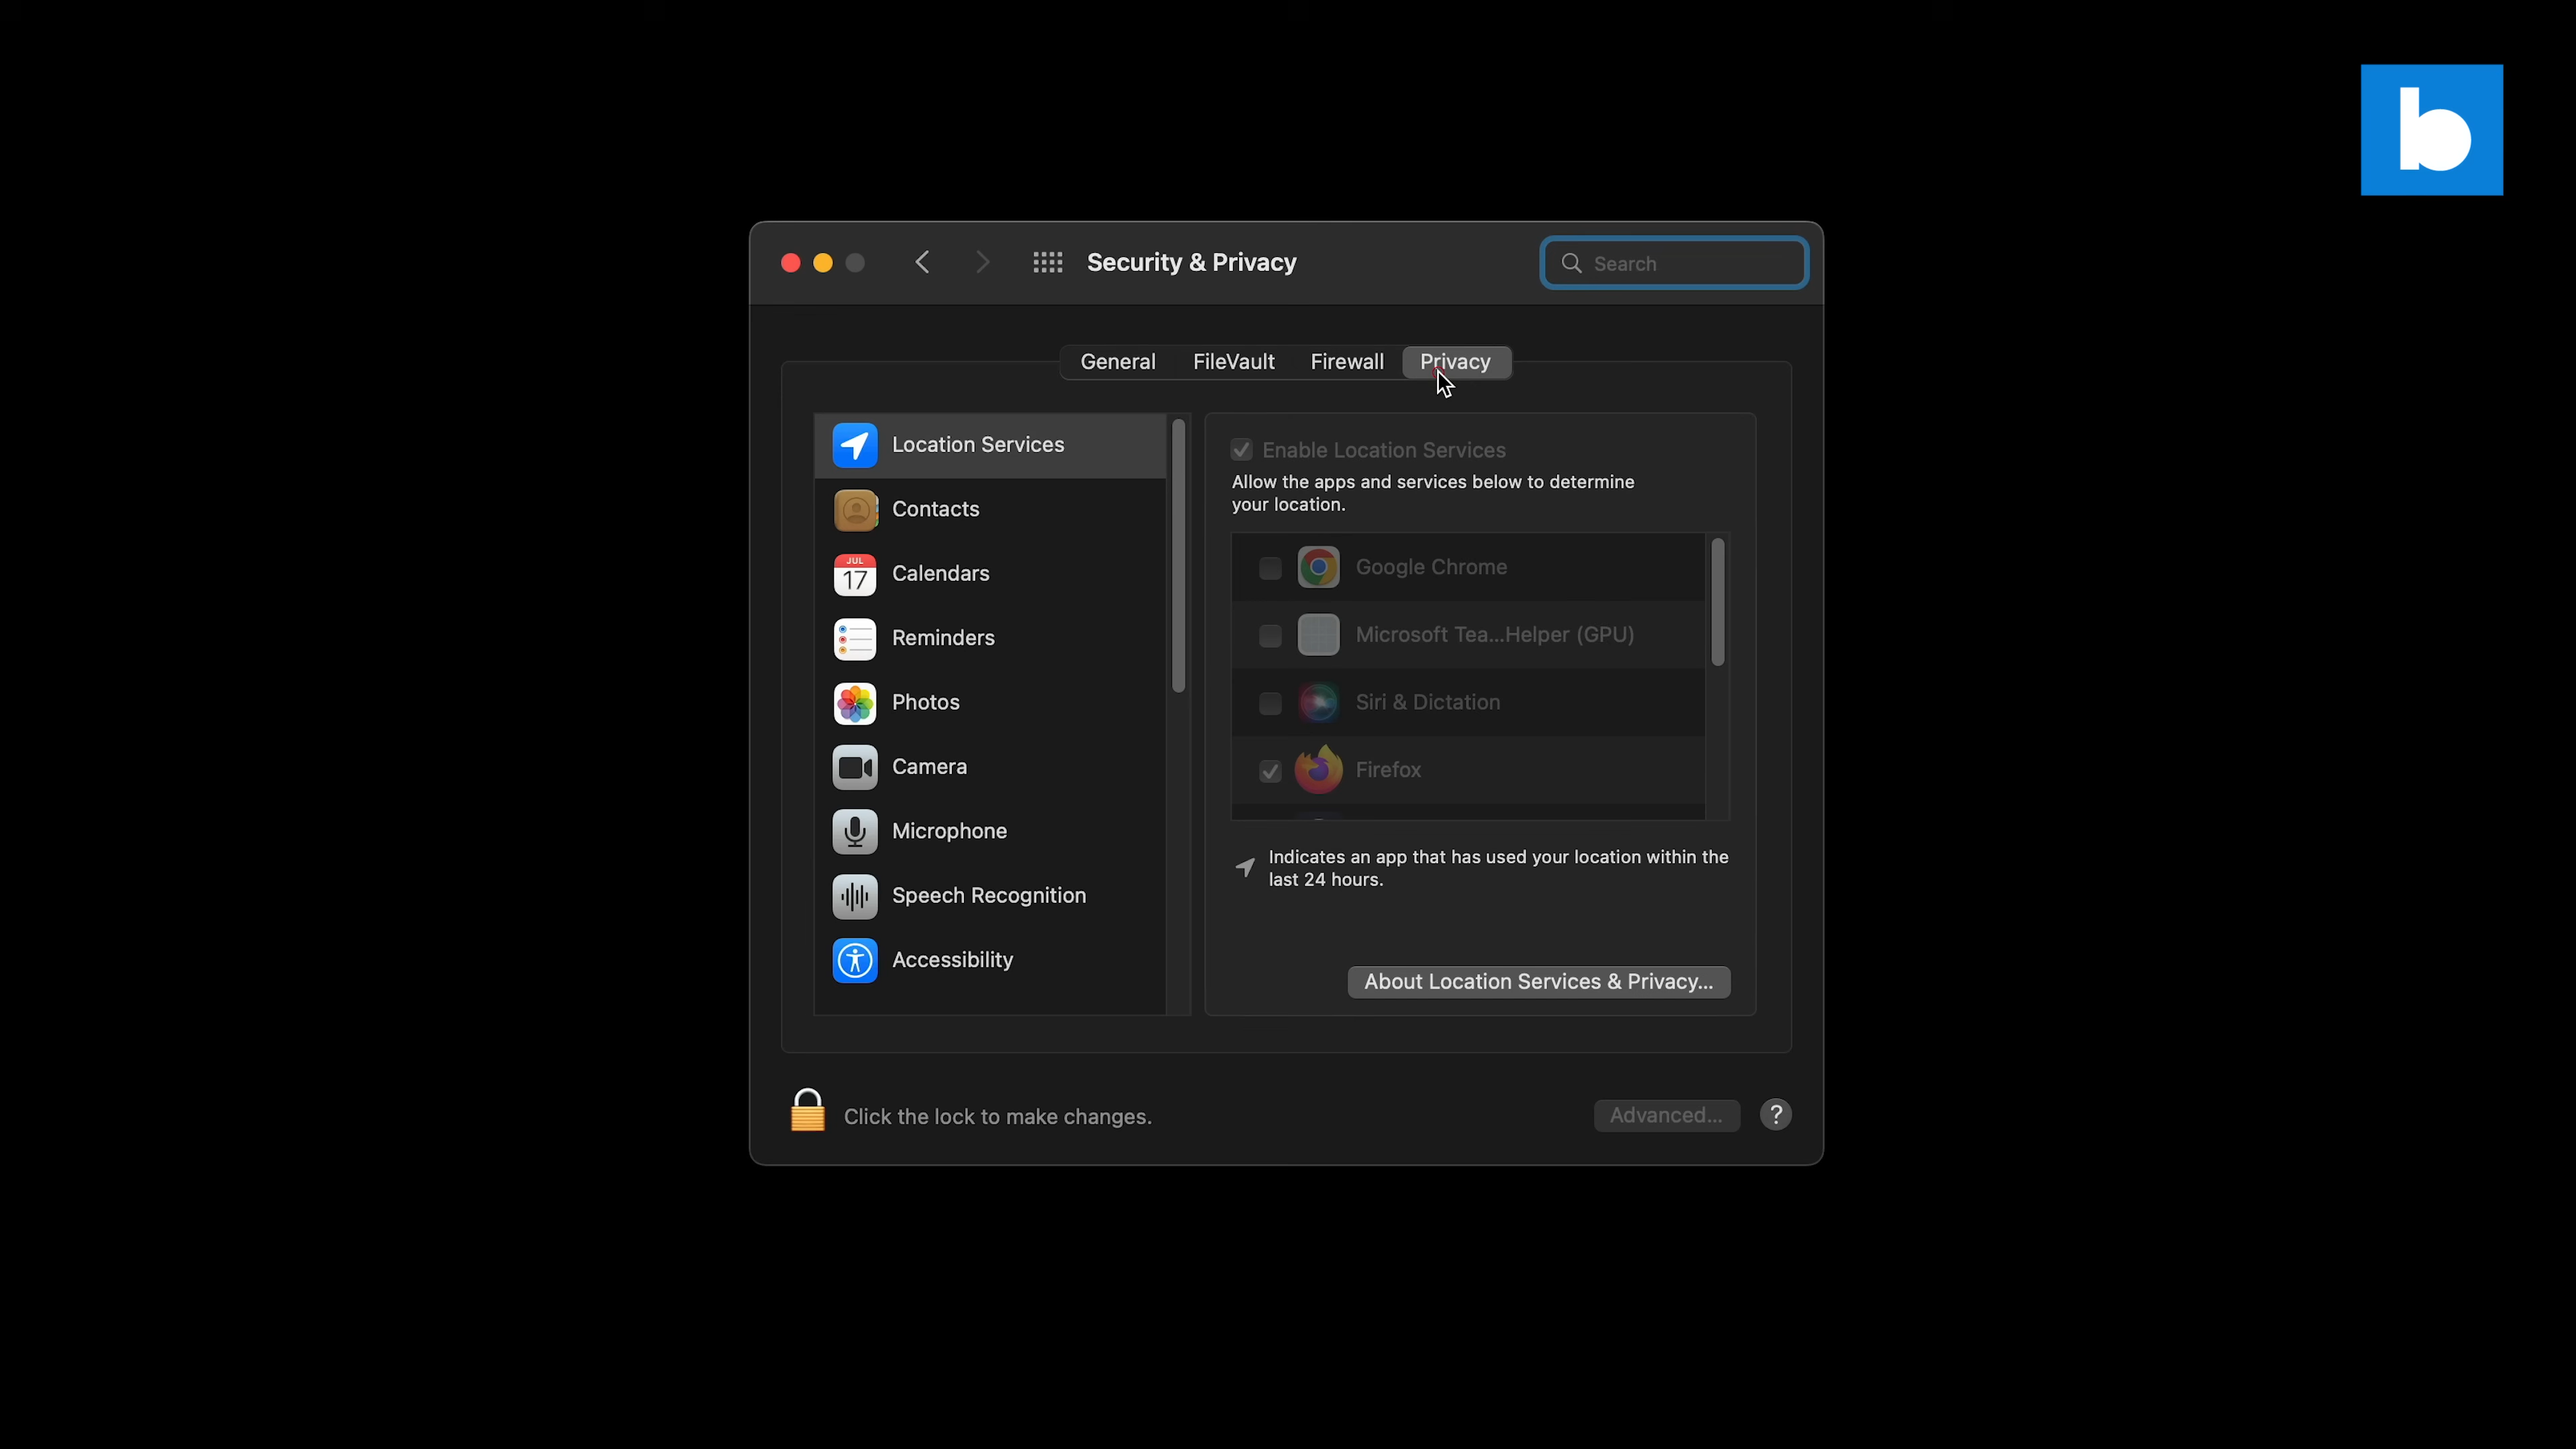 b
Security & Privacy
Search
General
FileVault
Firewall
Privacy
Location Services
Contacts
JUL
17
Calendars
Reminders
Photos
Camera
Microphone
Speech Recognition
Accessibility
Enable Location Services
Allow the apps and services below to determine
your location.
Google Chrome
Microsoft Tea...Helper (GPU)
Siri & Dictation
Firefox
Indicates an app that has used your location within the
last 24 hours.
About Location Services & Privacy...
Click the lock to make changes.
Advanced...
?